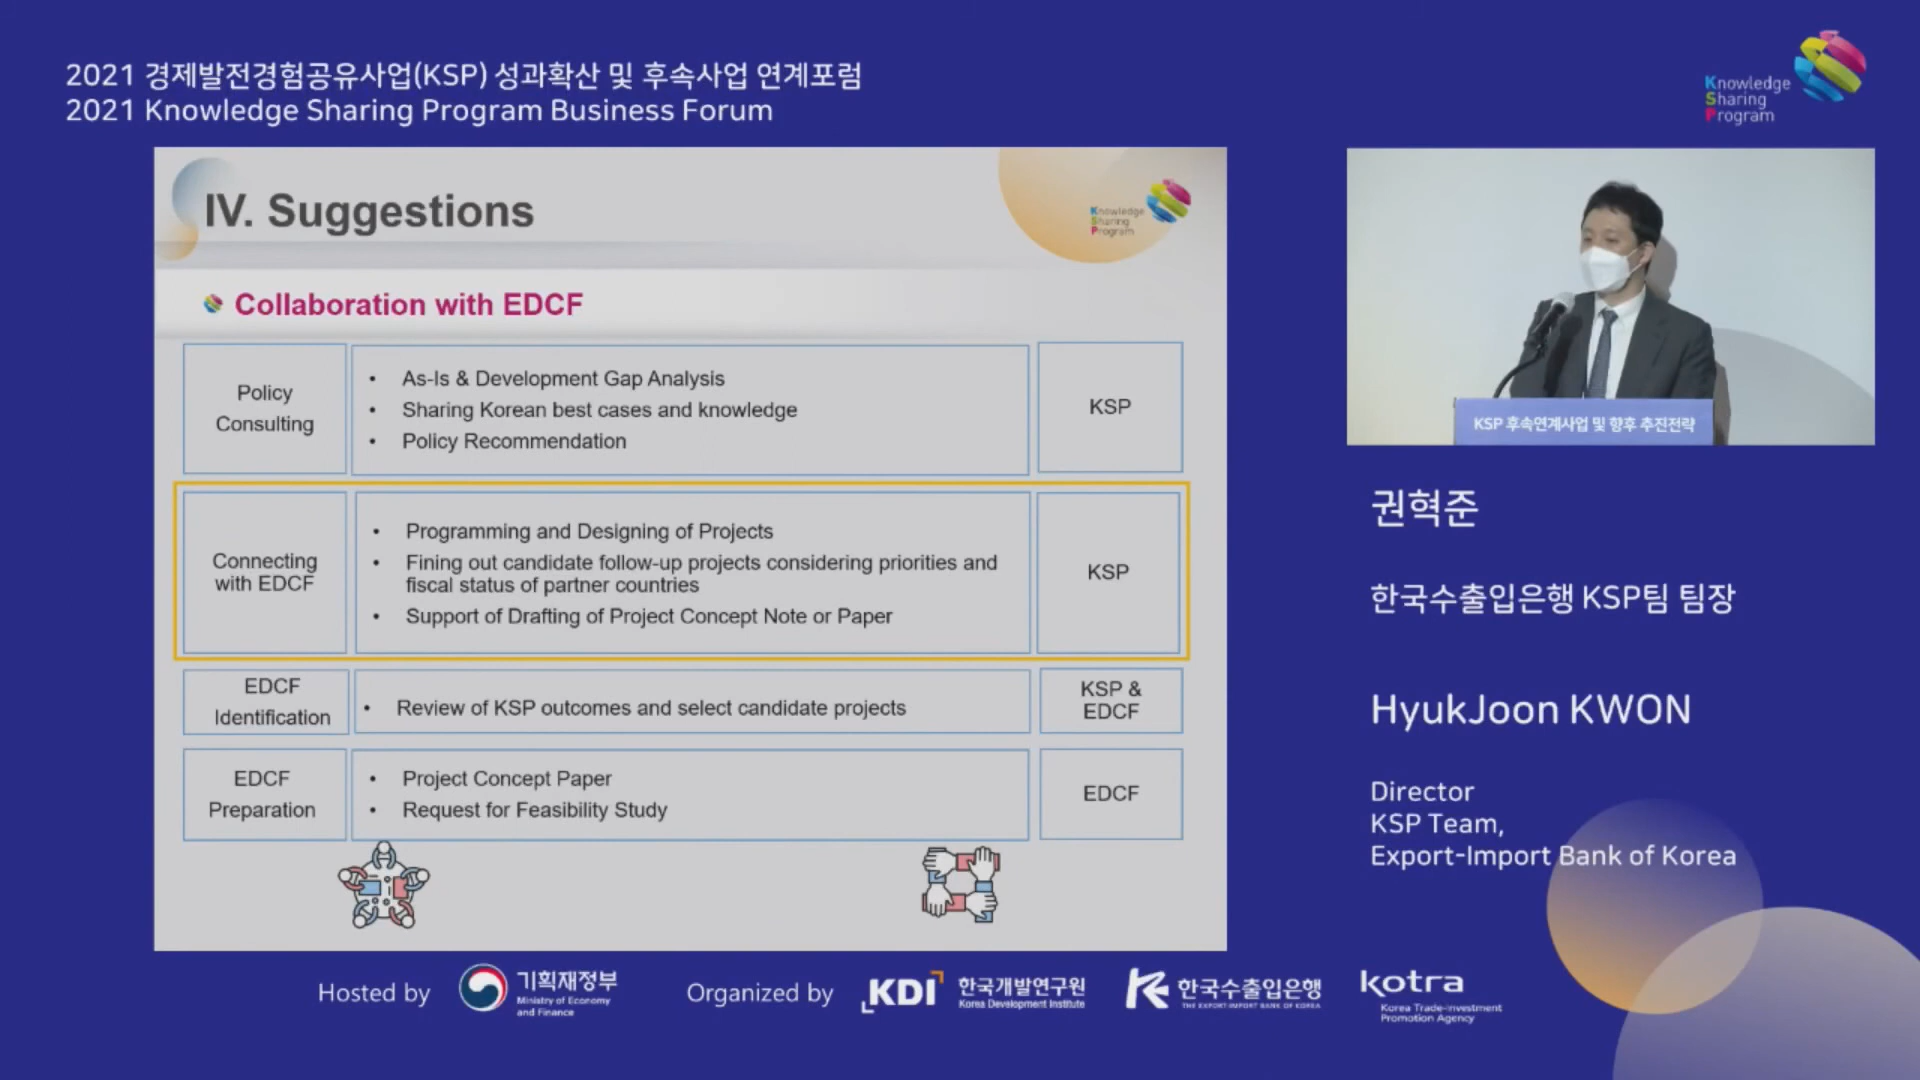 2021 경제발전경험공유사업(KSP) 성과확산 및 후속사업 연계포럼
2021 Knowledge Sharing Program Business Forum
Knowledge
Sharing
Program
IV. Suggestions
Knowledge
Sharing
Program
Collaboration with EDCF
Policy
Consulting
• As-Is & Development Gap Analysis
• Sharing Korean best cases and knowledge
• Policy Recommendation
KSP
Connecting
with EDCF
• Programming and Designing of Projects
• Fining out candidate follow-up projects considering priorities and
fiscal status of partner countries
• Support of Drafting of Project Concept Note or Paper
KSP
EDCF
Identification
• Review of KSP outcomes and select candidate projects
KSP &
EDCF
EDCF
Preparation
• Project Concept Paper
• Request for Feasibility Study
EDCF
KSP 후속연계사업 및 향후 추진전략
권혁준
한국수출입은행 KSP팀 팀장
HyukJoon KWON
Director
KSP Team,
Export-Import Bank of Korea
Hosted by
기획재정부
Ministry of Economy
and Finance
Organized by
KDI
한국개발연구원
Korea Development Institute
한국수출입은행
THE EXPORT-IMPORT BANK OF KOREA
kotra
Korea Trade-Investment
Promotion Agency